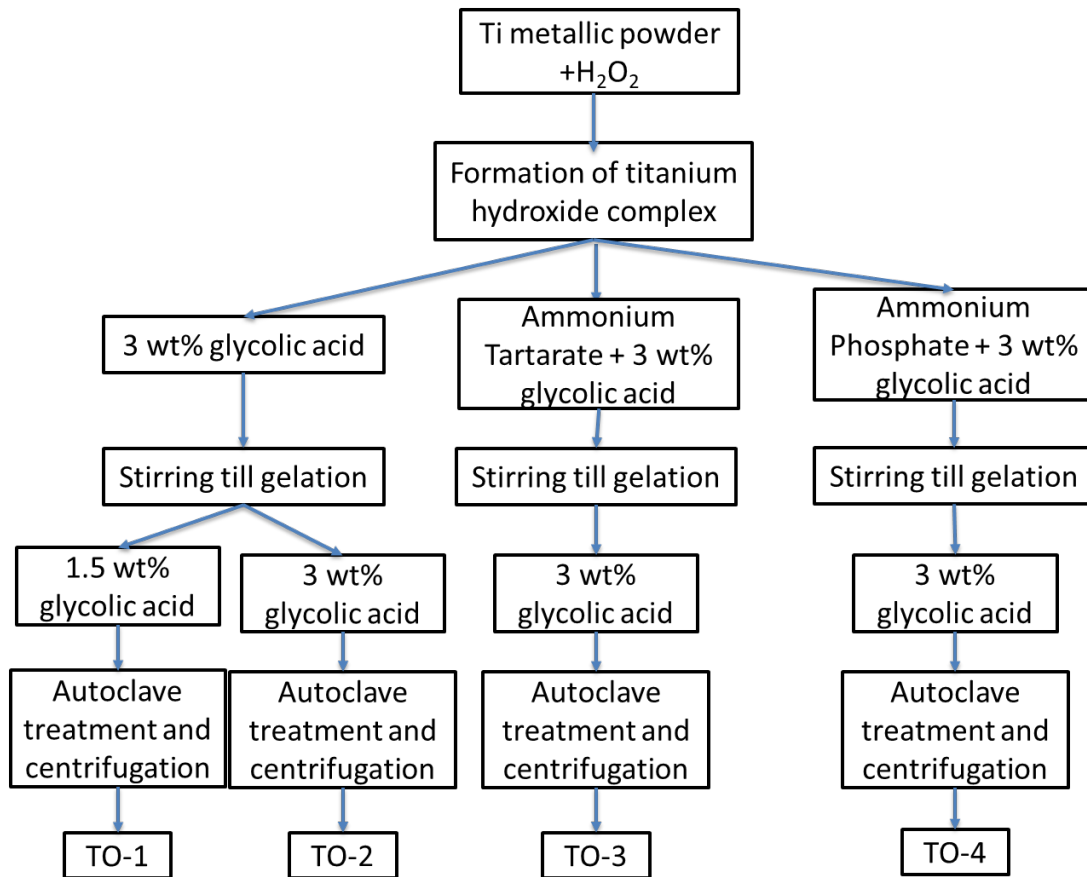 Ti metallic powder
+H₂O₂
Formation of titanium
hydroxide complex
3 wt% glycolic acid
Ammonium
Tartarate + 3 wt%
glycolic acid
Ammonium
Phosphate + 3 wt%
glycolic acid
Stirring till gelation
Stirring till gelation
Stirring till gelation
1.5 wt%
glycolic acid
3 wt%
glycolic acid
3 wt%
glycolic acid
3 wt%
glycolic acid
Autoclave
treatment and
centrifugation
Autoclave
treatment and
centrifugation
Autoclave
treatment and
centrifugation
Autoclave
treatment and
centrifugation
TO-1
TO-2
TO-3
TO-4